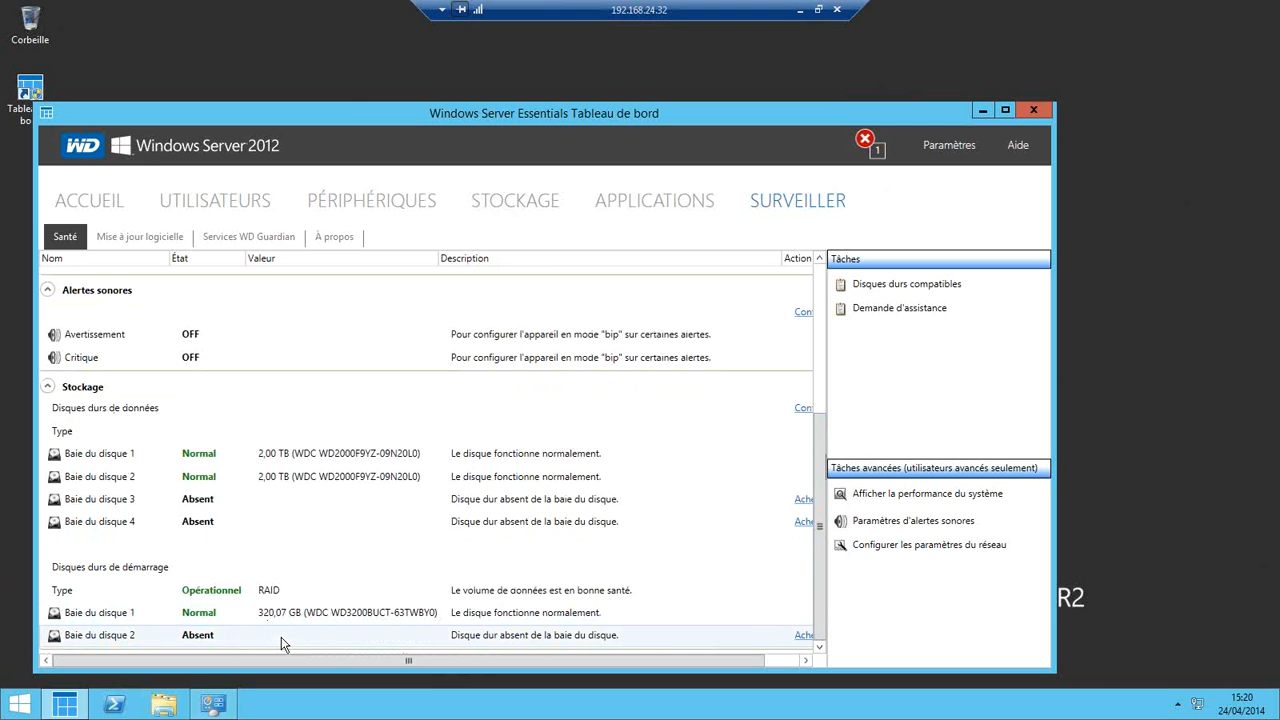 192.168.24.32
Corbeille
Tablea
bo
Windows Server Essentials Tableau de bord
WD Windows Server 2012
1
Paramètres
Aide
ACCUEIL
UTILISATEURS
PÉRIPHÉRIQUES
STOCKAGE
APPLICATIONS
SURVEILLER
Santé
Mise à jour logicielle
Services WD Guardian
À propos
Nom État Valeur Description Action
Alertes sonores
Con
Avertissement OFF Pour configurer l'appareil en mode "bip" sur certaines alertes.
Critique OFF Pour configurer l'appareil en mode "bip" sur certaines alertes.
Stockage
Disques durs de données Con
Type
Baie du disque 1 Normal 2,00 TB (WDC WD2000F9YZ-09N20L0) Le disque fonctionne normalement.
Baie du disque 2 Normal 2,00 TB (WDC WD2000F9YZ-09N20L0) Le disque fonctionne normalement.
Baie du disque 3 Absent Disque dur absent de la baie du disque. Ache
Baie du disque 4 Absent Disque dur absent de la baie du disque. Ache
Disques durs de démarrage
Type Opérationnel RAID Le volume de données est en bonne santé.
Baie du disque 1 Normal 320,07 GB (WDC WD3200BUCT-63TWBY0) Le disque fonctionne normalement.
Baie du disque 2 Absent Disque dur absent de la baie du disque. Ache
Tâches
Disques durs compatibles
Demande d'assistance
Tâches avancées (utilisateurs avancés seulement)
Afficher la performance du système
Paramètres d'alertes sonores
Configurer les paramètres du réseau
R2
15:20
24/04/2014